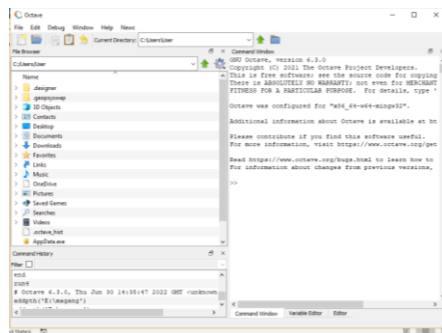 Octave
File Edit Debug Window Help News
Current Directory: C:\Users\User
File Browser
C:/Users/User
Name
.designer
3D Objects
Contacts
Desktop
Documents
Downloads
Favorites
Links
Music
OneDrive
Pictures
Saved Games
Searches
Videos
.octave_hist
AppData.exe
Command History
Filter
end
run4
# Octave 6.3.0, Thu Jun 30 14:35:47 2022 GMT <unknown
addpth('E:\magang')
Command Window
GNU Octave, version 6.3.0
Copyright (C) 2021 The Octave Project Developers.
This is free software; see the source code for copying
There is ABSOLUTELY NO WARRANTY; not even for MERCHANT
FITNESS FOR A PARTICULAR PURPOSE. For details, type '
Octave was configured for "x86_64-w64-mingw32".
Additional information about Octave is available at ht
Please contribute if you find this software useful.
For more information, visit https://www.octave.org/get
Read https://www.octave.org/bugs.html to learn how to
For information about changes from previous versions,
>>
Command Window Variable Editor Editor